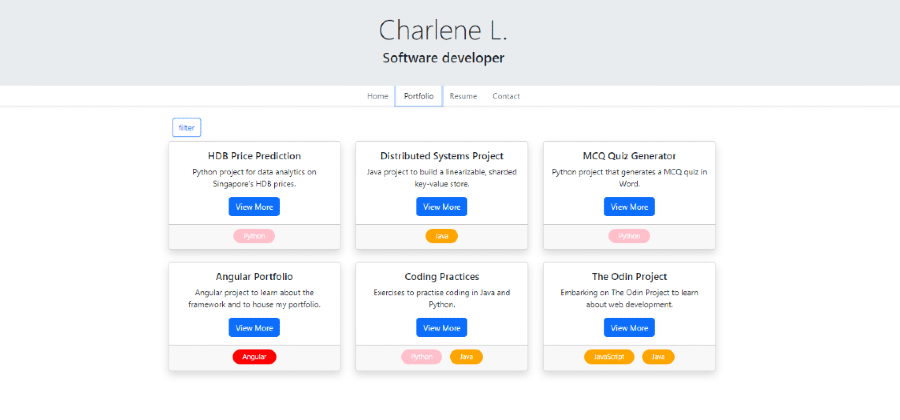 Charlene L.
Software developer
Home Portfolio Resume Contact
filter
HDB Price Prediction
Python project for data analytics on
Singapore's HDB prices.
View More
Python
Distributed Systems Project
Java project to build a linearizable, sharded
key-value store.
View More
Java
MCQ Quiz Generator
Python project that generates a MCQ quiz in
Word.
View More
Python
Angular Portfolio
Angular project to learn about the
framework and to house my portfolio.
View More
Angular
Coding Practices
Exercises to practise coding in Java and
Python.
View More
Python Java
The Odin Project
Embarking on The Odin Project to learn
about web development.
View More
JavaScript Java